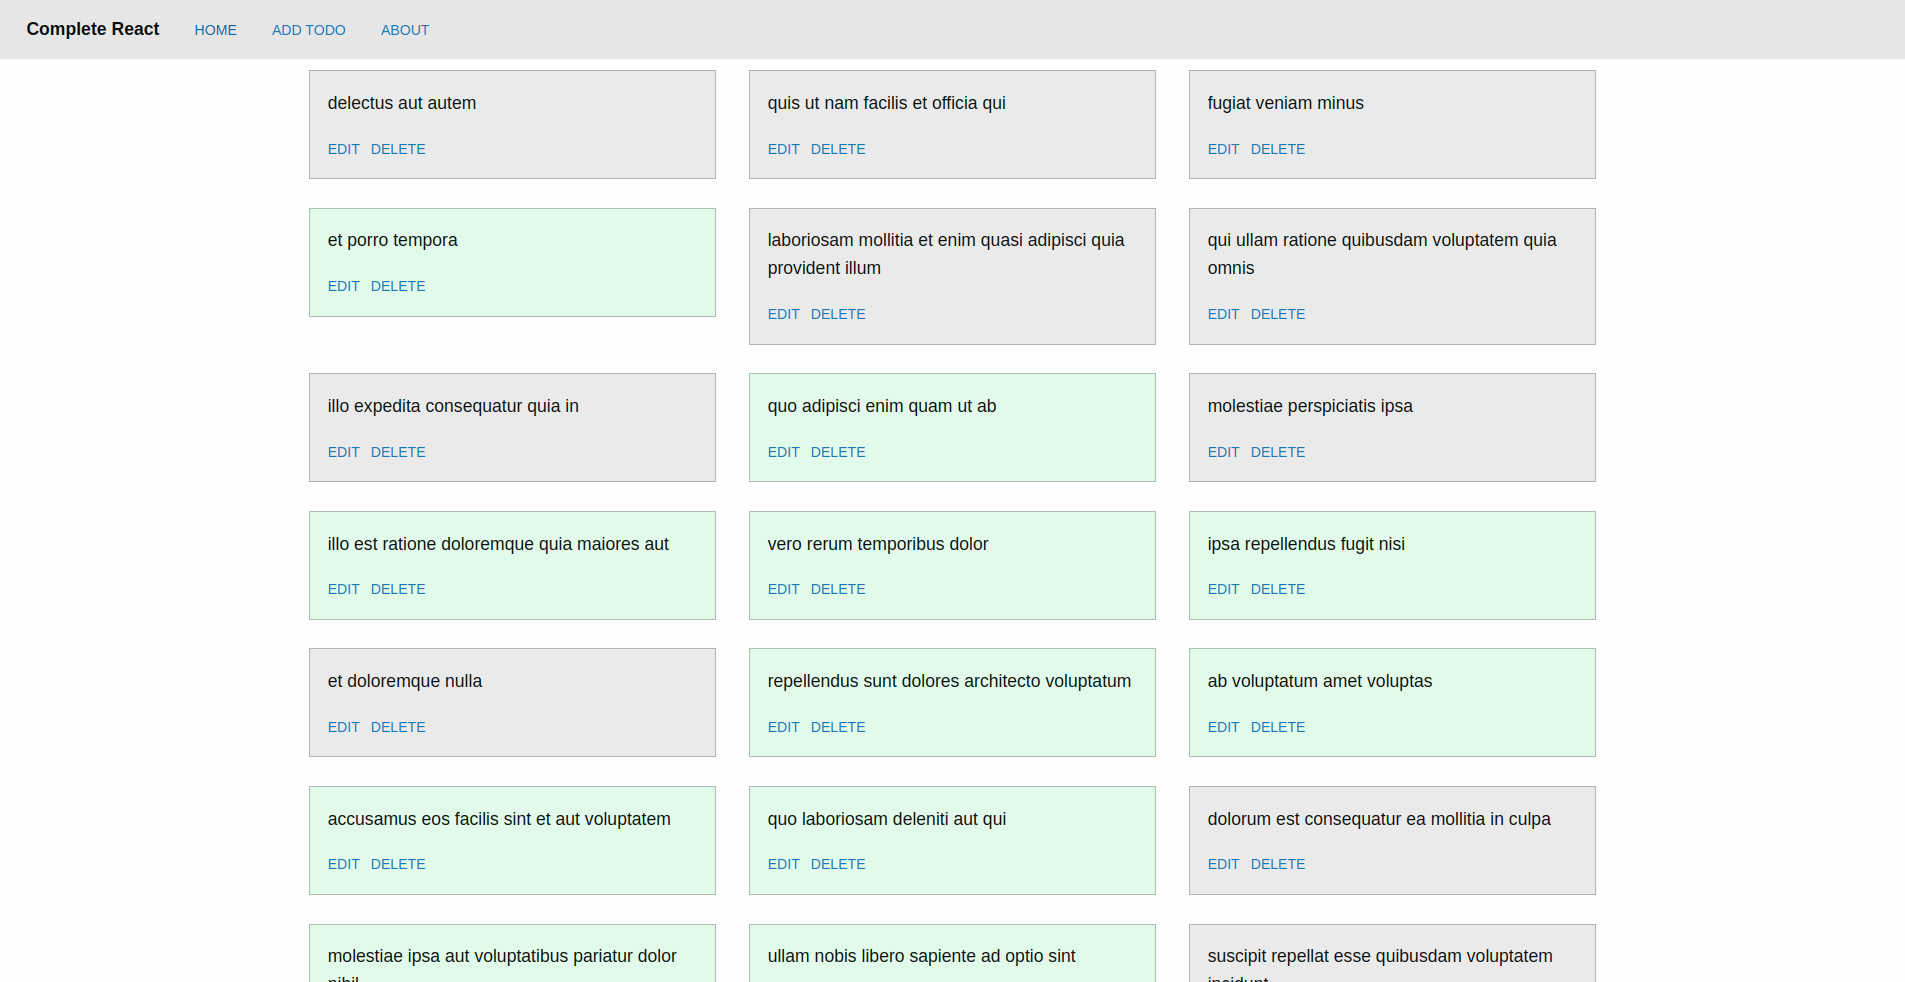 Complete React HOME ADD TODO ABOUT
delectus aut autem
EDIT DELETE
quis ut nam facilis et officia qui
EDIT DELETE
fugiat veniam minus
EDIT DELETE
et porro tempora
EDIT DELETE
laboriosam mollitia et enim quasi adipisci quia
provident illum
EDIT DELETE
qui ullam ratione quibusdam voluptatem quia
omnis
EDIT DELETE
illo expedita consequatur quia in
EDIT DELETE
quo adipisci enim quam ut ab
EDIT DELETE
molestiae perspiciatis ipsa
EDIT DELETE
illo est ratione doloremque quia maiores aut
EDIT DELETE
vero rerum temporibus dolor
EDIT DELETE
ipsa repellendus fugit nisi
EDIT DELETE
et doloremque nulla
EDIT DELETE
repellendus sunt dolores architecto voluptatum
EDIT DELETE
ab voluptatum amet voluptas
EDIT DELETE
accusamus eos facilis sint et aut voluptatem
EDIT DELETE
quo laboriosam deleniti aut qui
EDIT DELETE
dolorum est consequatur ea mollitia in culpa
EDIT DELETE
molestiae ipsa aut voluptatibus pariatur dolor
nihil
ullam nobis libero sapiente ad optio sint
suscipit repellat esse quibusdam voluptatem
incidunt